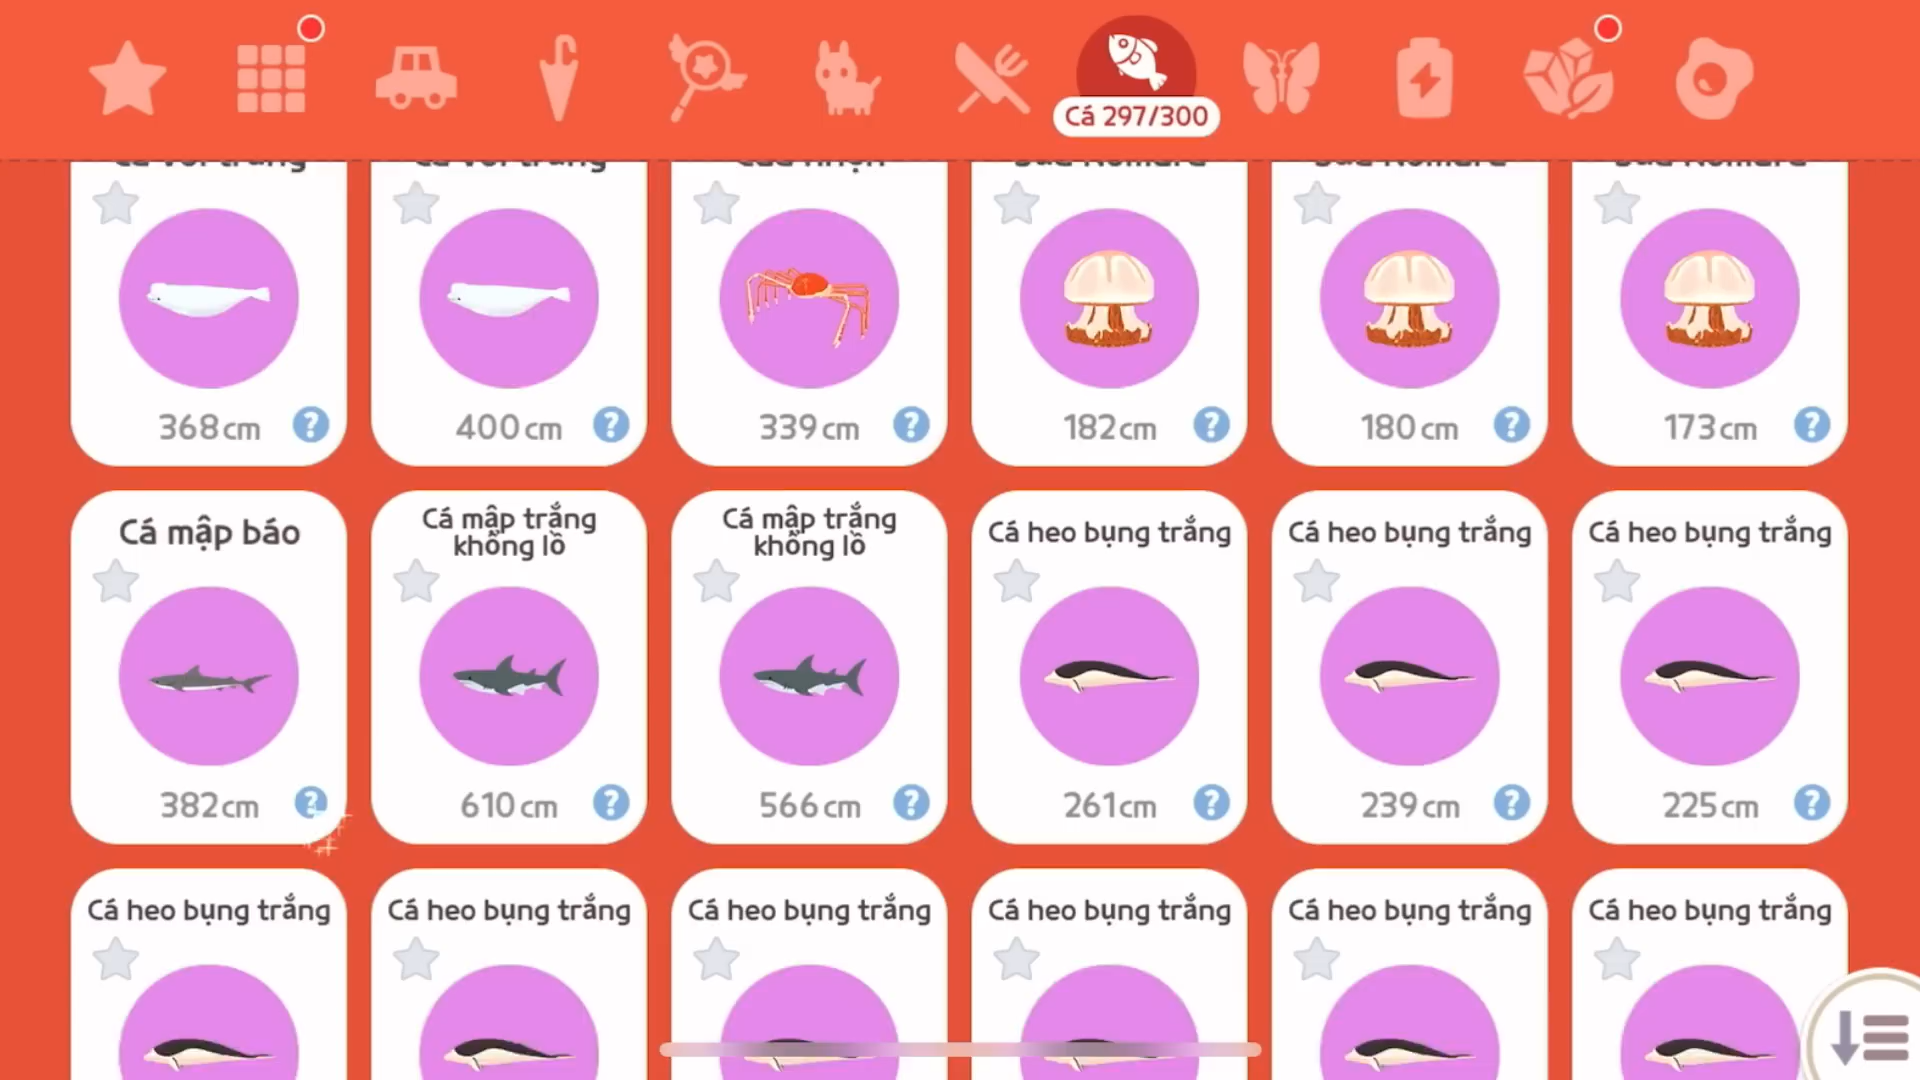 Cá 297/300
368cm
400cm
339cm
182cm
180cm
173cm
Cá mập báo
Cá mập trắng
khổng lồ
Cá mập trắng
khổng lồ
Cá heo bụng trắng
Cá heo bụng trắng
Cá heo bụng trắng
382cm
610cm
566cm
261cm
239cm
225cm
Cá heo bụng trắng
Cá heo bụng trắng
Cá heo bụng trắng
Cá heo bụng trắng
Cá heo bụng trắng
Cá heo bụng trắng